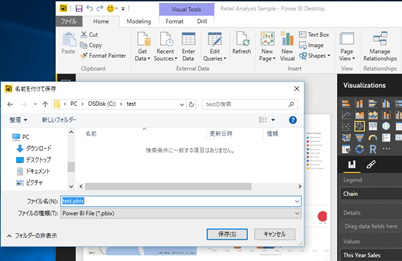 Visual Tools
Retail Analysis Sample - Power BI Desktop
ファイル
Home
Modeling
Format
Drill
Paste
Cut
Copy
Format Painter
Clipboard
Get Data
Recent Sources
Enter Data
Edit Queries
External Data
Refresh
New Page
New Visual
Text Box
Image
Shapes
Insert
Page View
View
Manage Relationships
Relationships
名前を付けて保存
PC
OSDisk (C:)
test
testの検索
整理
新しいフォルダー
PC
ダウンロード
デスクトップ
ドキュメント
ピクチャ
名前
更新日時
種類
検索条件に一致する項目はありません。
ファイル名(N):
test.pbix
ファイルの種類(T):
Power BI File (*.pbix)
フォルダーの非表示
保存(S)
キャンセル
Visualizations
Legend
Chain
Details
Drag data fields here
Values
This Year Sales